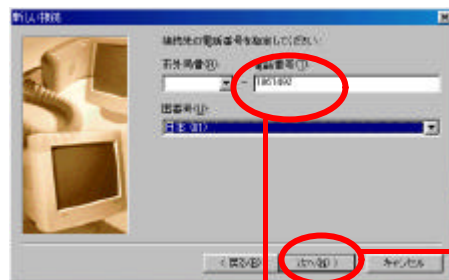 新しい接続
接続先の電話番号を指定してください:
市外局番(R): 電話番号(T):
- 1061492
国番号(U):
日本 (81)
< 戻る(B) 次へ(N) > キャンセル